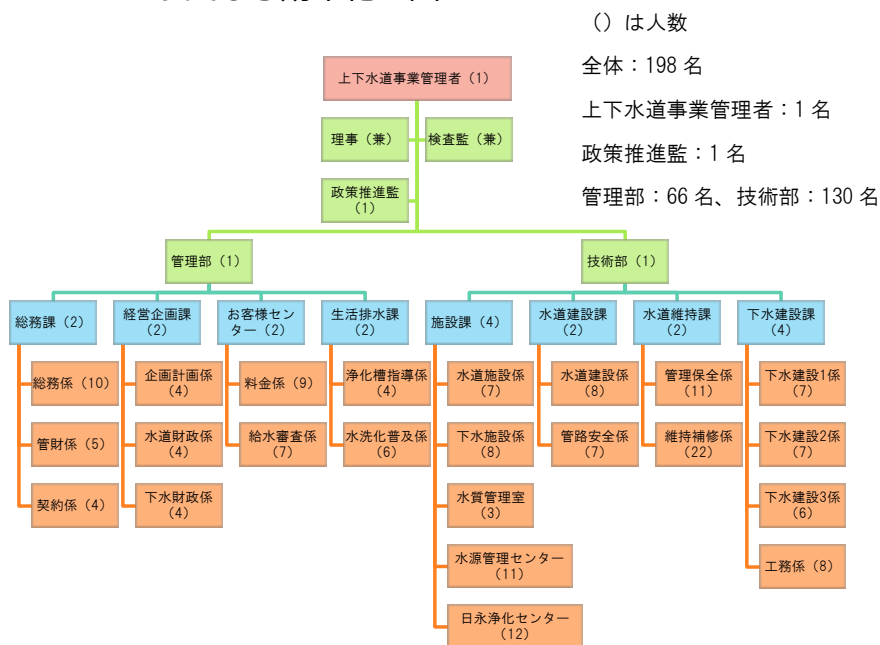 （）は人数
全体：198 名
上下水道事業管理者：1 名
政策推進監：1 名
管理部：66 名、技術部：130 名
上下水道事業管理者（1）
理事（兼）
検査監（兼）
政策推進監
（1）
管理部（1）
技術部（1）
総務課（2）
経営企画課
（2）
お客様セン
ター（2）
生活排水課
（2）
施設課（4）
水道建設課
（2）
水道維持課
（2）
下水建設課
（4）
総務係（10）
企画計画係
（4）
料金係（9）
浄化槽指導係
（4）
水道施設係
（7）
水道建設係
（8）
管理保全係
（11）
下水建設1係
（7）
管財係（5）
水道財政係
（4）
給水審査係
（7）
水洗化普及係
（6）
下水施設係
（8）
管路安全係
（7）
維持補修係
（22）
下水建設2係
（7）
契約係（4）
下水財政係
（4）
水質管理室
（3）
下水建設3係
（6）
水源管理センター
（11）
工務係（8）
日永浄化センター
（12）